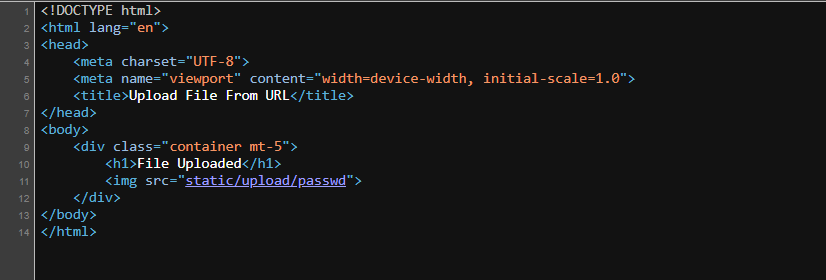 1 <!DOCTYPE html>
2 <html lang="en">
3 <head>
4     <meta charset="UTF-8">
5     <meta name="viewport" content="width=device-width, initial-scale=1.0">
6     <title>Upload File From URL</title>
7 </head>
8 <body>
9     <div class="container mt-5">
10         <h1>File Uploaded</h1>
11         <img src="static/upload/passwd">
12     </div>
13 </body>
14 </html>